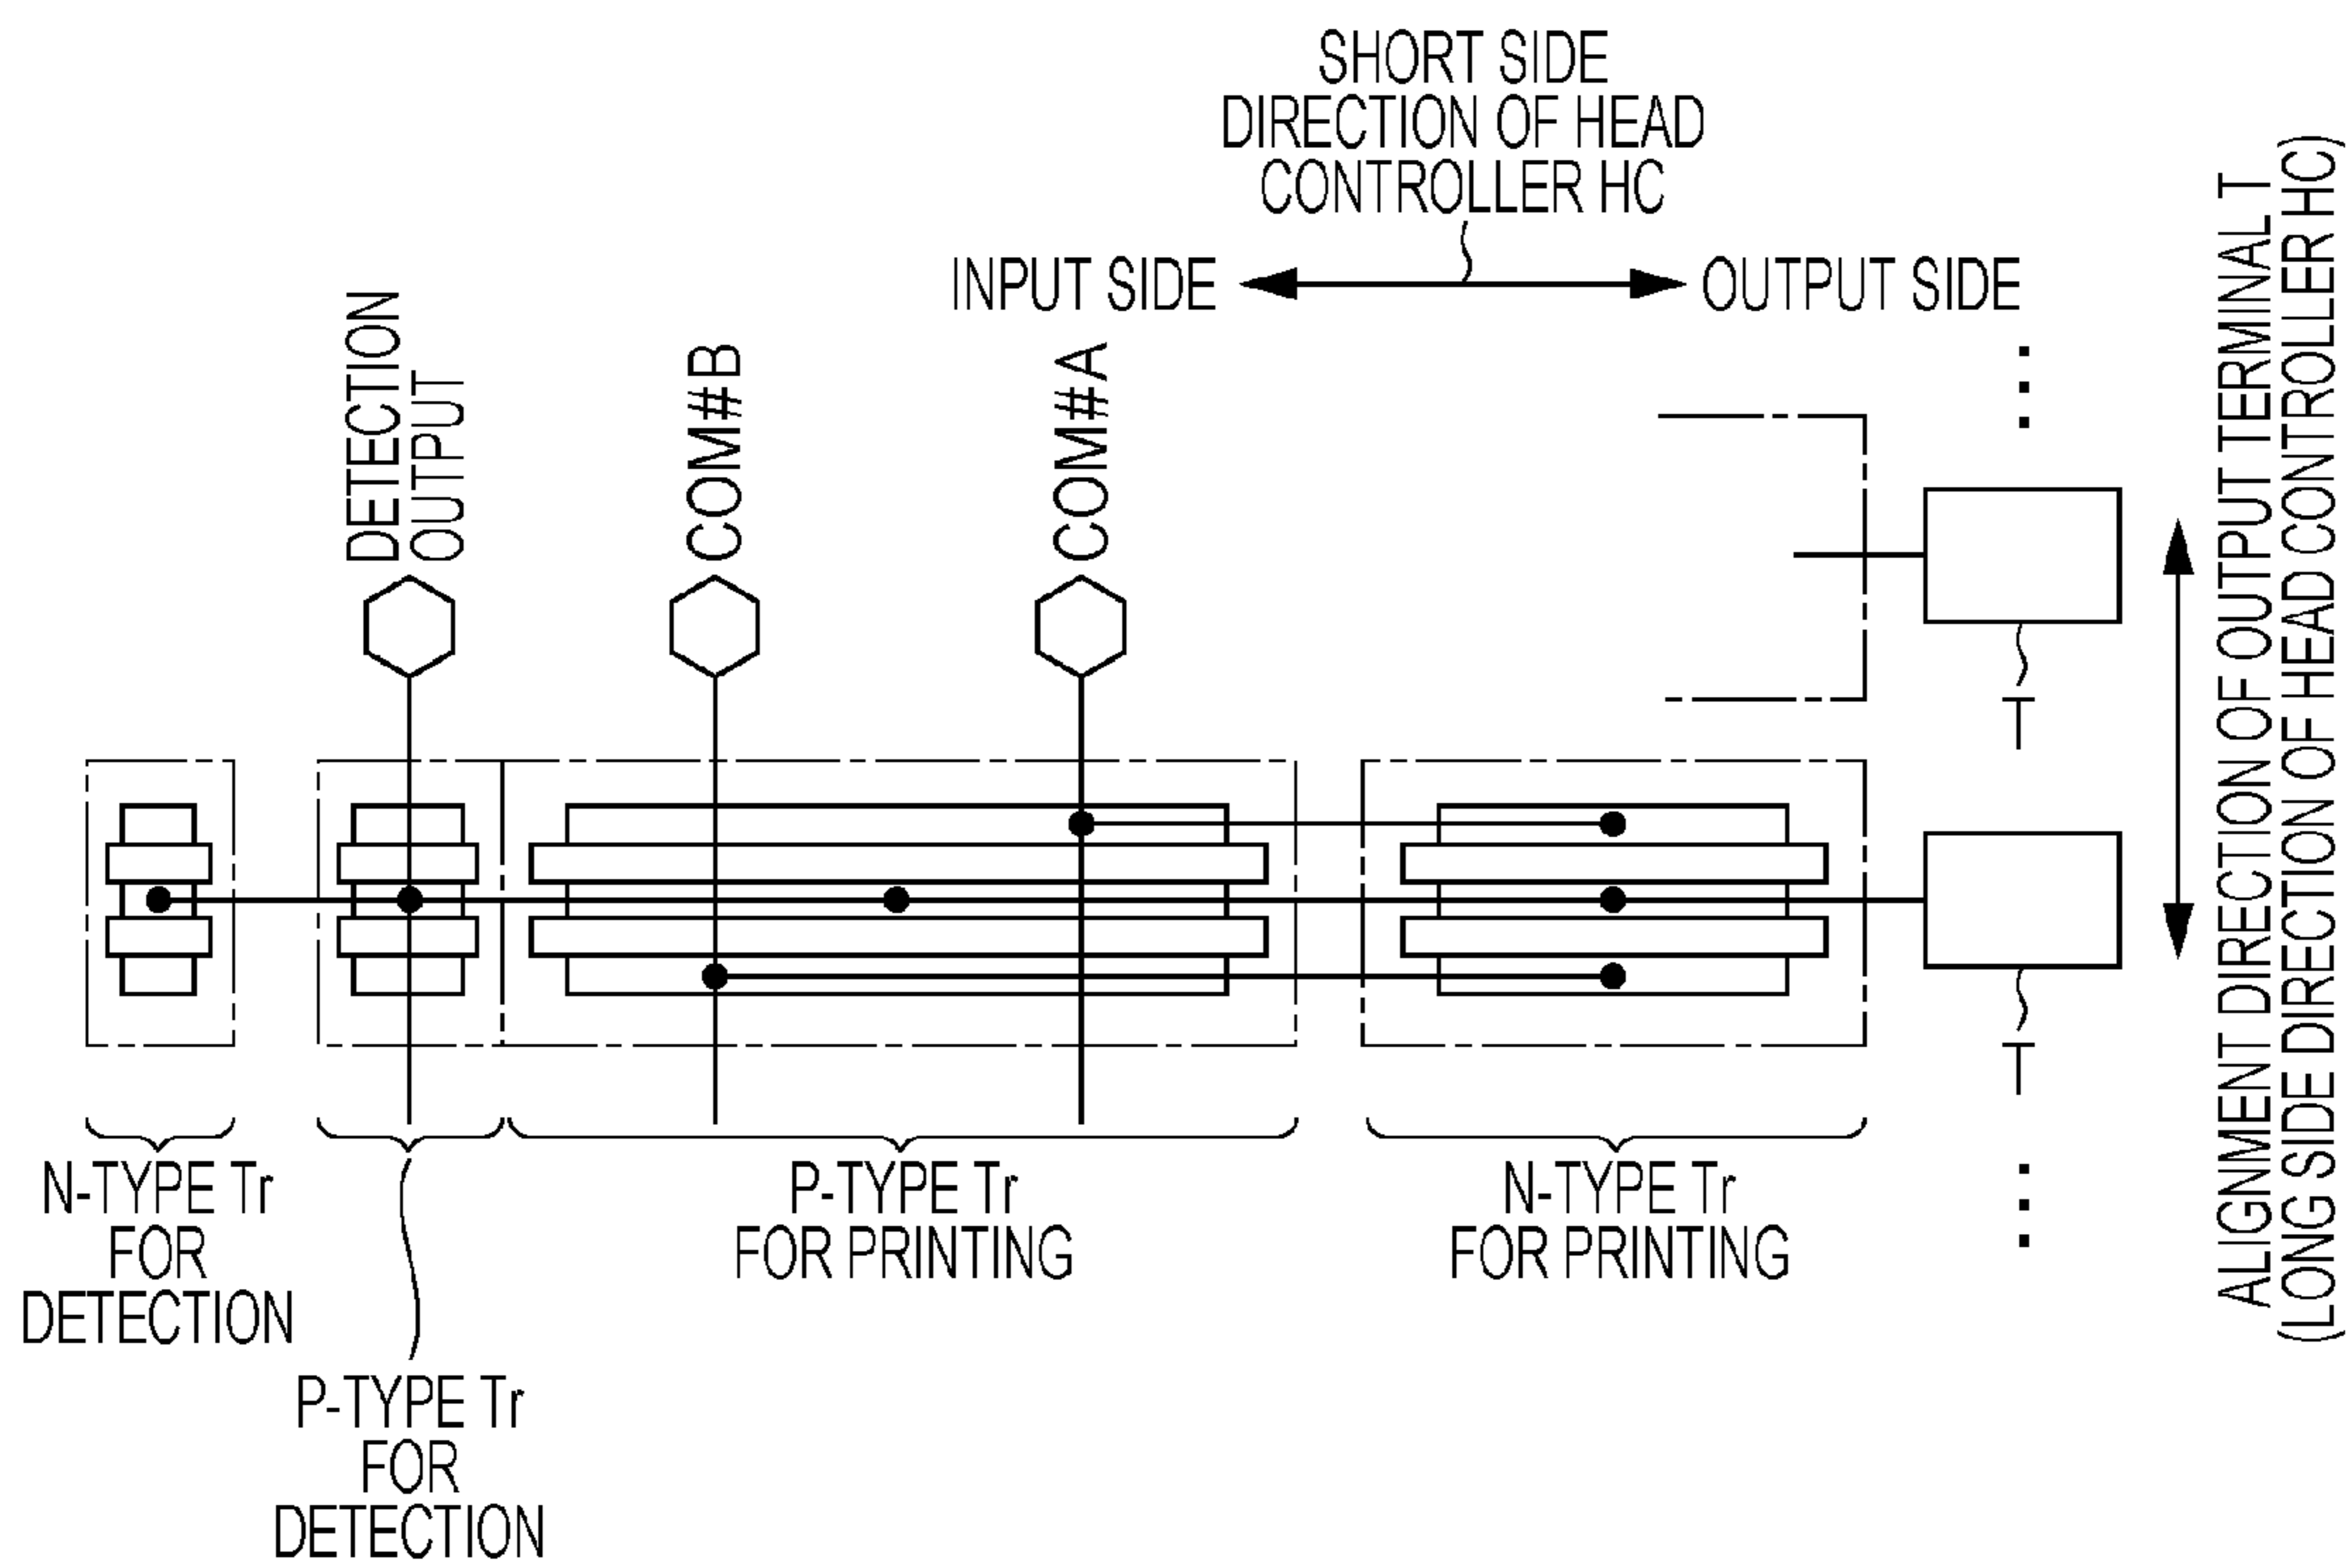 SHORT SIDE
DIRECTION OF HEAD
CONTROLLER HC
INPUT SIDE
OUTPUT SIDE
DETECTION
OUTPUT
COM#B
COM#A
T
T
ALIGNMENT DIRECTION OF OUTPUT TERMINAL T
(LONG SIDE DIRECTION OF HEAD CONTROLLER HC)
N-TYPE Tr
FOR
DETECTION
P-TYPE Tr
FOR
DETECTION
P-TYPE Tr
FOR PRINTING
N-TYPE Tr
FOR PRINTING